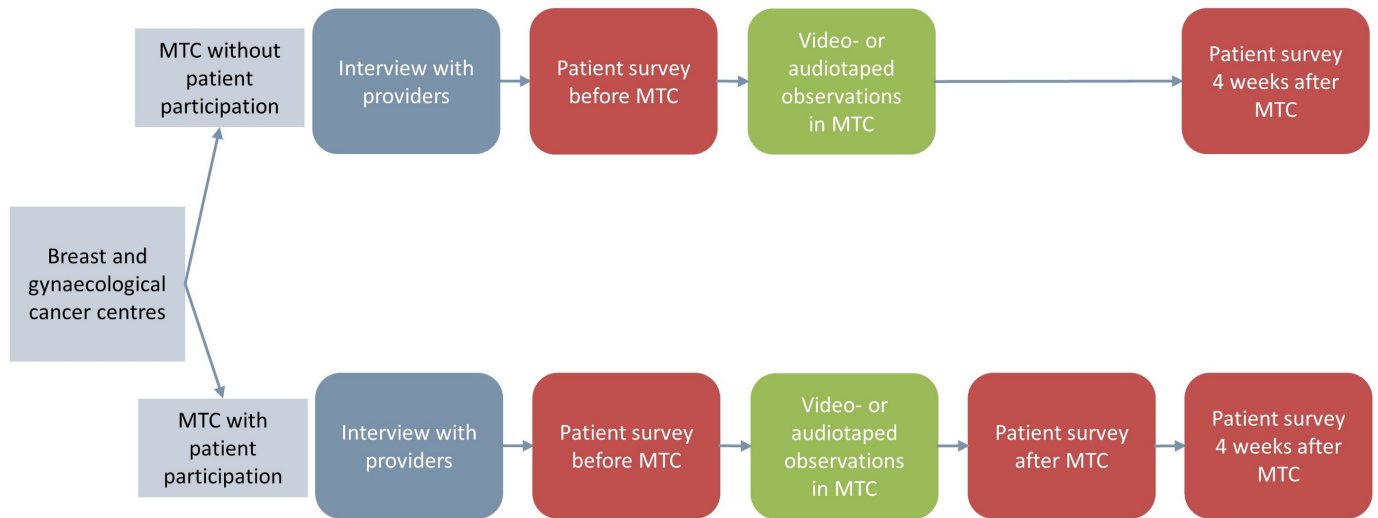 MTC without
patient
participation
Interview with
providers
Patient survey
before MTC
Video- or
audiotaped
observations
in MTC
Patient survey
4 weeks after
MTC
Breast and
gynaecological
cancer centres
MTC with
patient
participation
Interview with
providers
Patient survey
before MTC
Video- or
audiotaped
observations
in MTC
Patient survey
after MTC
Patient survey
4 weeks after
MTC